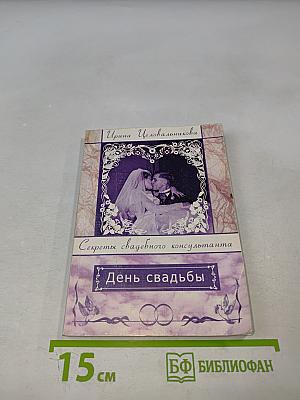 Ирина Целовальникова
Секреты свадебного консультанта
День свадьбы
15 см
БФ БИБЛИОФАН